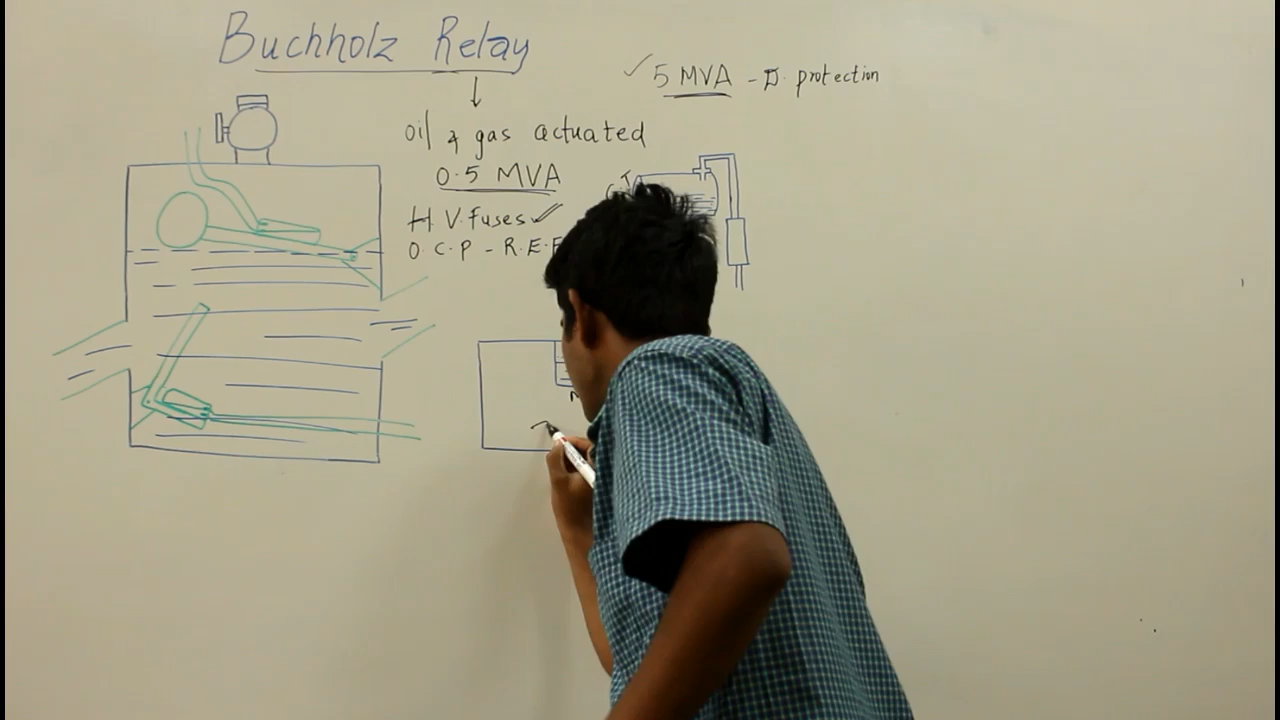 Buchholz Relay
✓ 5 MVA - D. protection
oil & gas actuated
0.5 MVA
H.V. fuses ✓
O.C.P - R.E.F